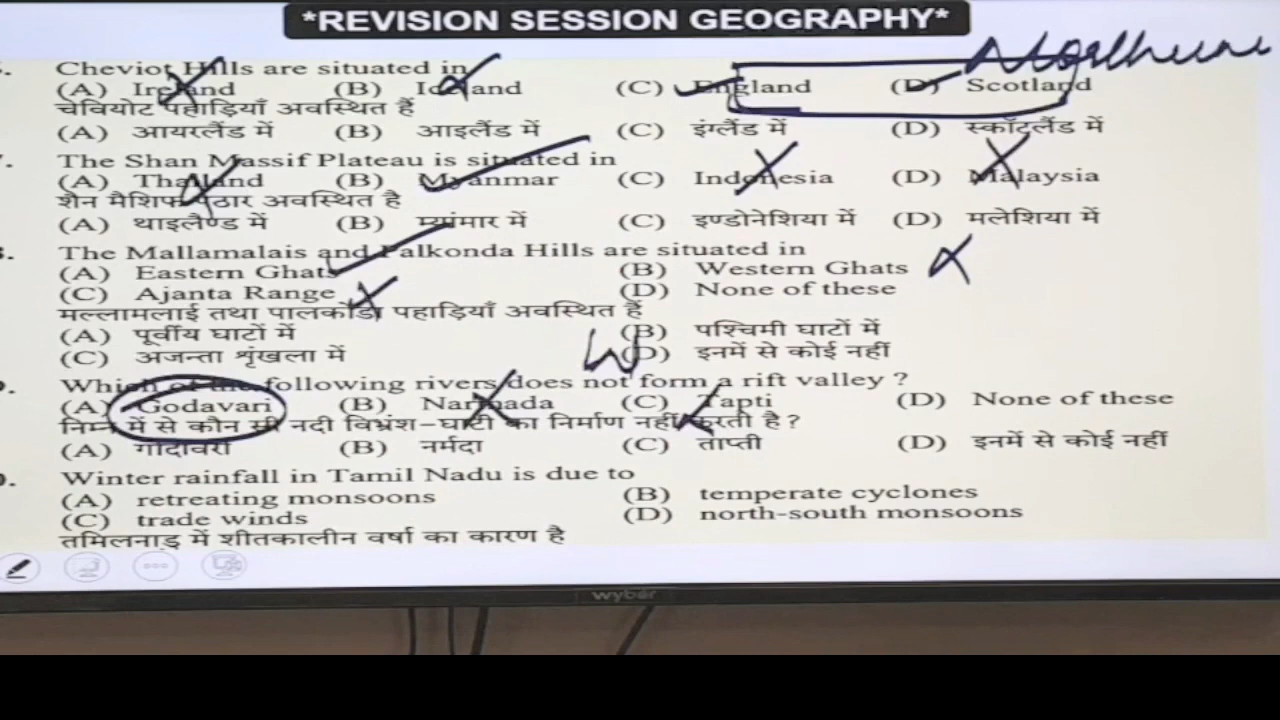 *REVISION SESSION GEOGRAPHY*
Cheviot Hills are situated in
(A) Ireland (B) Iceland (C) England (D) Scotland
चेवियोट पहाड़ियाँ अवस्थित हैं
(A) आयरलैंड में (B) आइलैंड में (C) इंग्लैंड में (D) स्कॉटलैंड में
The Shan Massif Plateau is situated in
(A) Thailand (B) Myanmar (C) Indonesia (D) Malaysia
शैन मैशिफ पठार अवस्थित है
(A) थाइलैण्ड में (B) म्यांमार में (C) इण्डोनेशिया में (D) मलेशिया में
The Mallamalais and Palkonda Hills are situated in
(A) Eastern Ghats (B) Western Ghats
(C) Ajanta Range (D) None of these
मल्लामलाई तथा पालकोंडा पहाड़ियाँ अवस्थित हैं
(A) पूर्वीय घाटों में (B) पश्चिमी घाटों में
(C) अजन्ता शृंखला में (D) इनमें से कोई नहीं
Which of the following rivers does not form a rift valley ?
(A) Godavari (B) Narmada (C) Tapti (D) None of these
निम्न में से कौन सी नदी विभ्रंश-घाटी का निर्माण नहीं करती है ?
(A) गोदावरी (B) नर्मदा (C) ताप्ती (D) इनमें से कोई नहीं
Winter rainfall in Tamil Nadu is due to
(A) retreating monsoons (B) temperate cyclones
(C) trade winds (D) north-south monsoons
तमिलनाडु में शीतकालीन वर्षा का कारण है
wybor